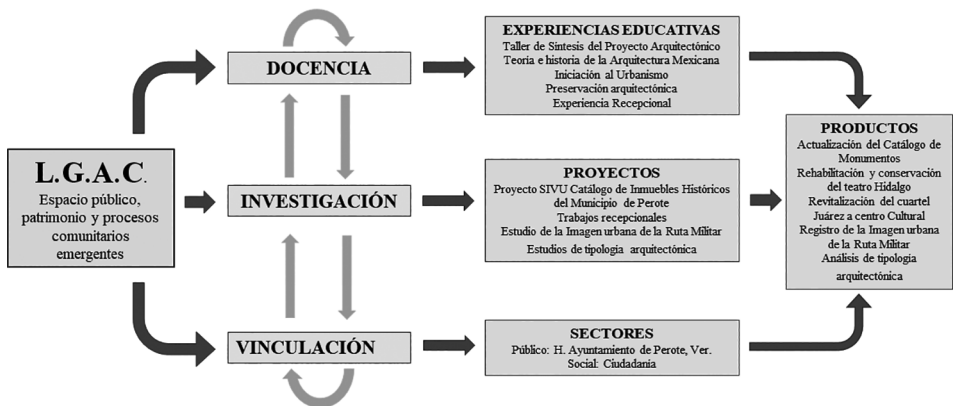 L.G.A.C.
Espacio público,
patrimonio y procesos
comunitarios
emergentes
DOCENCIA
INVESTIGACIÓN
VINCULACIÓN
EXPERIENCIAS EDUCATIVAS
Taller de Síntesis del Proyecto Arquitectónico
Teoría e historia de la Arquitectura Mexicana
Iniciación al Urbanismo
Preservación arquitectónica
Experiencia Recepcional
PROYECTOS
Proyecto SIVU Catálogo de Inmuebles Históricos
del Municipio de Perote
Trabajos recepcionales
Estudio de la Imagen urbana de la Ruta Militar
Estudios de tipología arquitectónica
SECTORES
Público: H. Ayuntamiento de Perote, Ver.
Social: Ciudadanía
PRODUCTOS
Actualización del Catálogo de
Monumentos
Rehabilitación y conservación
del teatro Hidalgo
Revitalización del cuartel
Juárez a centro Cultural
Registro de la Imagen urbana
de la Ruta Militar
Análisis de tipología
arquitectónica